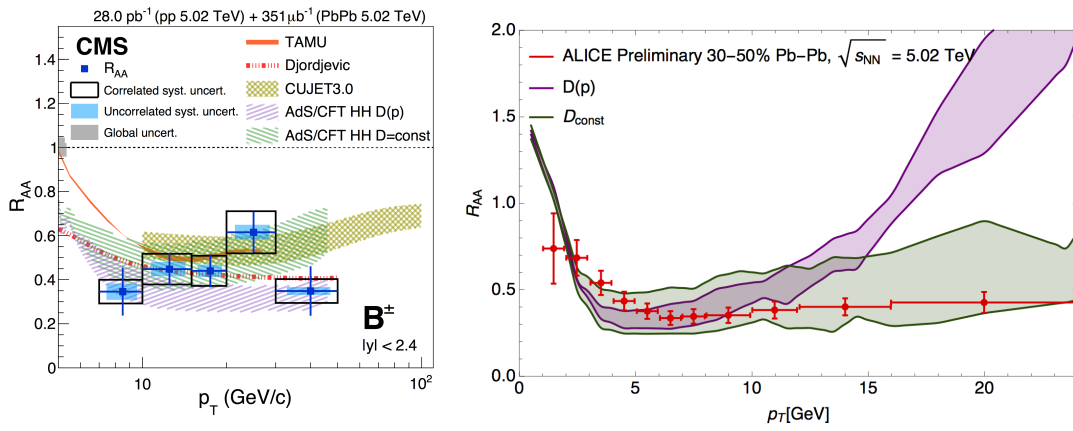 28.0 pb⁻¹ (pp 5.02 TeV) + 351 μb⁻¹ (PbPb 5.02 TeV)
CMS
R_AA
Correlated syst. uncert.
Uncorrelated syst. uncert.
Global uncert.
TAMU
Djordjevic
CUJET3.0
AdS/CFT HH D(p)
AdS/CFT HH D=const
R_AA
1.4
1.2
1
0.8
0.6
0.4
0.2
0
B±
|y| < 2.4
10
10²
p_T (GeV/c)
ALICE Preliminary 30–50% Pb–Pb, √s_NN = 5.02 TeV
D(p)
D_const
R_AA
2.0
1.5
1.0
0.5
0.0
0
5
10
15
20
p_T[GeV]